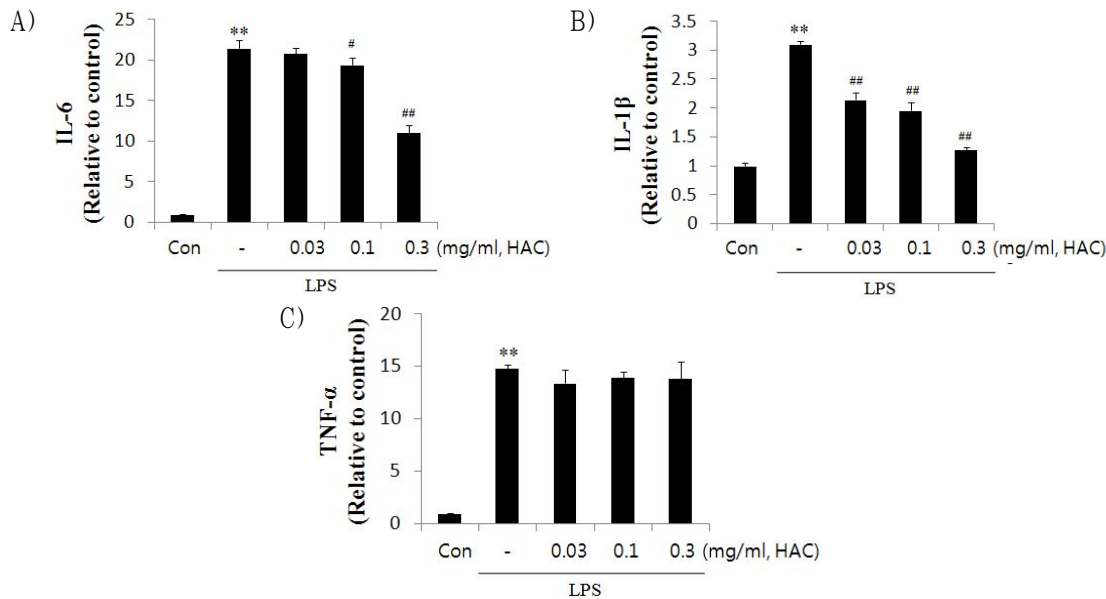 A)
IL-6
(Relative to control)
25
20
15
10
5
0
**
#
##
Con - 0.03 0.1 0.3 (mg/ml, HAC)
LPS
B)
IL-1β
(Relative to control)
3.5
3
2.5
2
1.5
1
0.5
0
**
##
##
##
Con - 0.03 0.1 0.3 (mg/ml, HAC)
LPS
C)
TNF-α
(Relative to control)
20
15
10
5
0
**
Con - 0.03 0.1 0.3 (mg/ml, HAC)
LPS